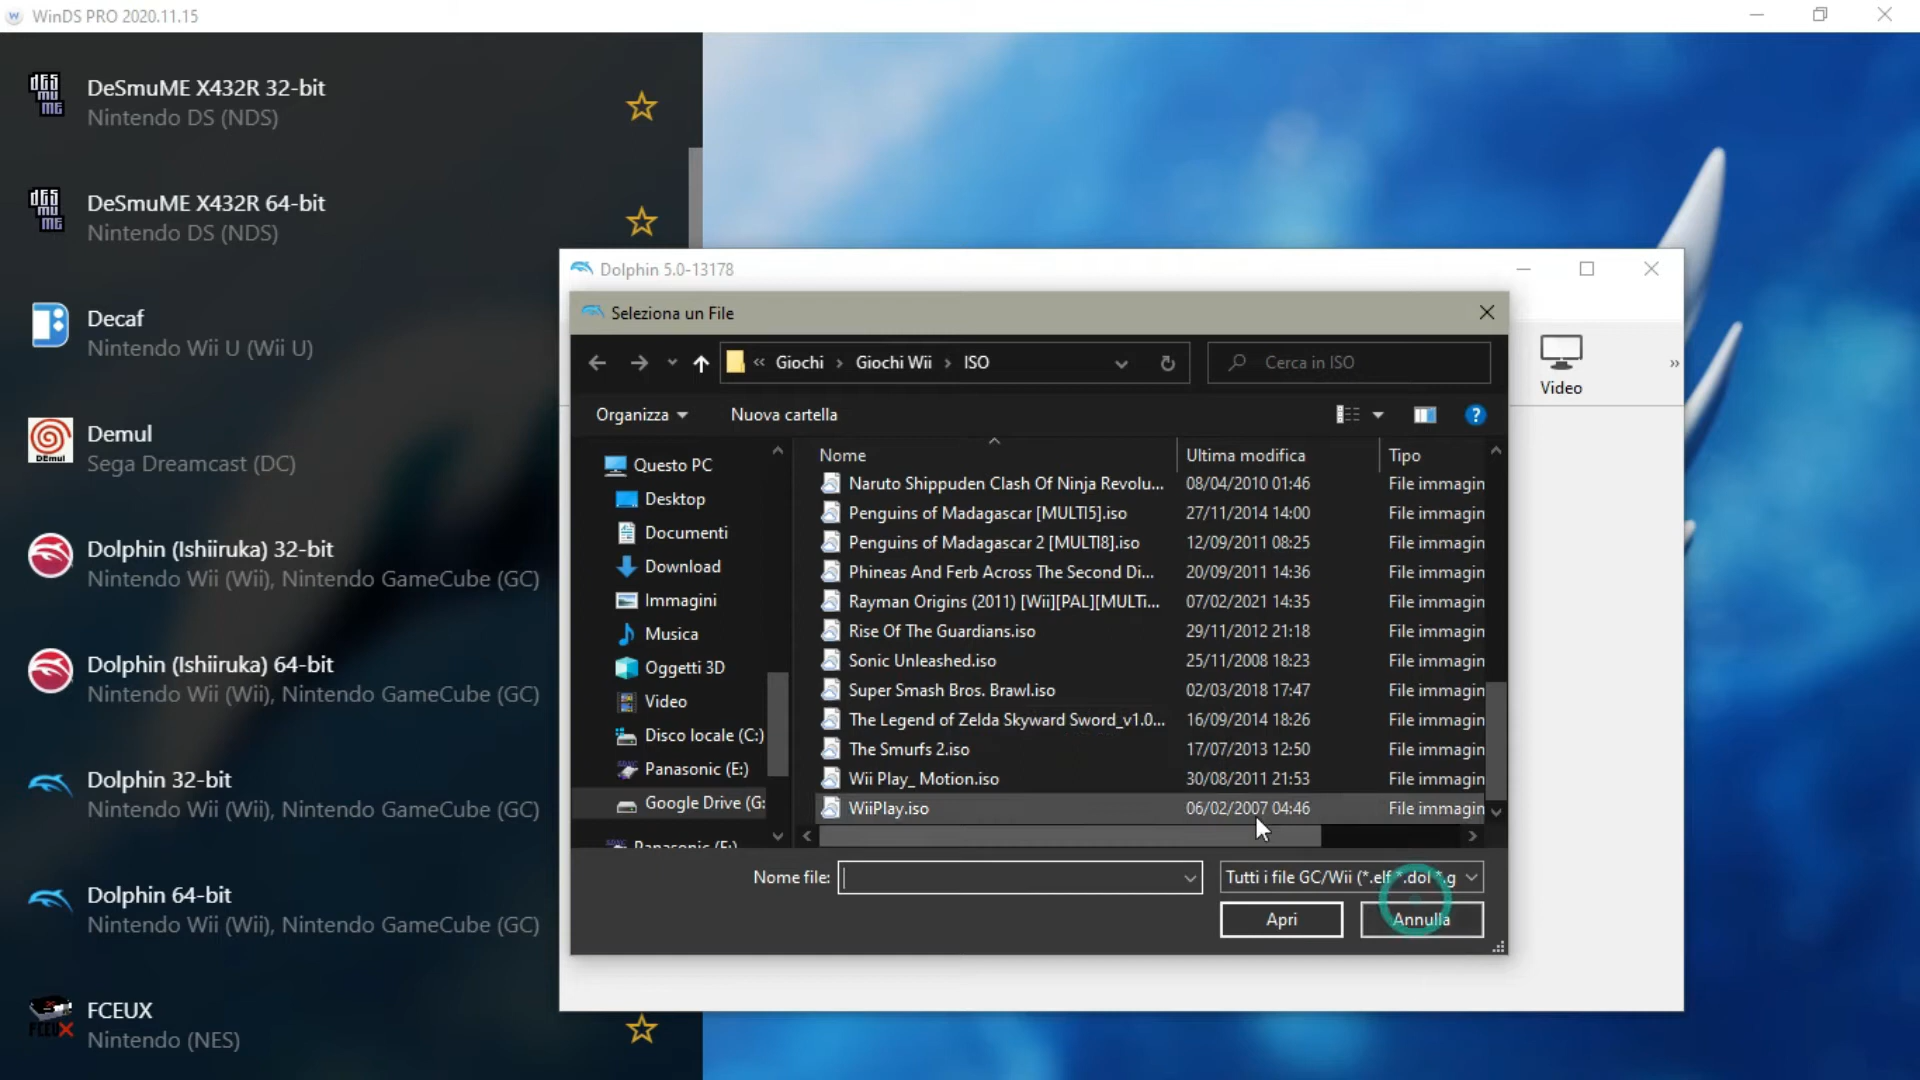 WinDS PRO 2020.11.15
DeSmuME X432R 32-bit
Nintendo DS (NDS)
DeSmuME X432R 64-bit
Nintendo DS (NDS)
Decaf
Nintendo Wii U (Wii U)
Demul
Sega Dreamcast (DC)
Dolphin (Ishiiruka) 32-bit
Nintendo Wii (Wii), Nintendo GameCube (GC)
Dolphin (Ishiiruka) 64-bit
Nintendo Wii (Wii), Nintendo GameCube (GC)
Dolphin 32-bit
Nintendo Wii (Wii), Nintendo GameCube (GC)
Dolphin 64-bit
Nintendo Wii (Wii), Nintendo GameCube (GC)
FCEUX
Nintendo (NES)
Dolphin 5.0-13178
Video
Seleziona un File
« Giochi › Giochi Wii › ISO
Cerca in ISO
Organizza
Nuova cartella
Questo PC
Desktop
Documenti
Download
Immagini
Musica
Oggetti 3D
Video
Disco locale (C:)
Panasonic (E:)
Google Drive (G:
Nome Ultima modifica Tipo
Naruto Shippuden Clash Of Ninja Revolu... 08/04/2010 01:46 File immagin
Penguins of Madagascar [MULTI5].iso 27/11/2014 14:00 File immagin
Penguins of Madagascar 2 [MULTI8].iso 12/09/2011 08:25 File immagin
Phineas And Ferb Across The Second Di... 20/09/2011 14:36 File immagin
Rayman Origins (2011) [Wii][PAL][MULTi... 07/02/2021 14:35 File immagin
Rise Of The Guardians.iso 29/11/2012 21:18 File immagin
Sonic Unleashed.iso 25/11/2008 18:23 File immagin
Super Smash Bros. Brawl.iso 02/03/2018 17:47 File immagin
The Legend of Zelda Skyward Sword_v1.0... 16/09/2014 18:26 File immagin
The Smurfs 2.iso 17/07/2013 12:50 File immagin
Wii Play_ Motion.iso 30/08/2011 21:53 File immagin
WiiPlay.iso 06/02/2007 04:46 File immagin
Nome file:
Tutti i file GC/Wii (*.elf *.dol *.g
Apri
Annulla